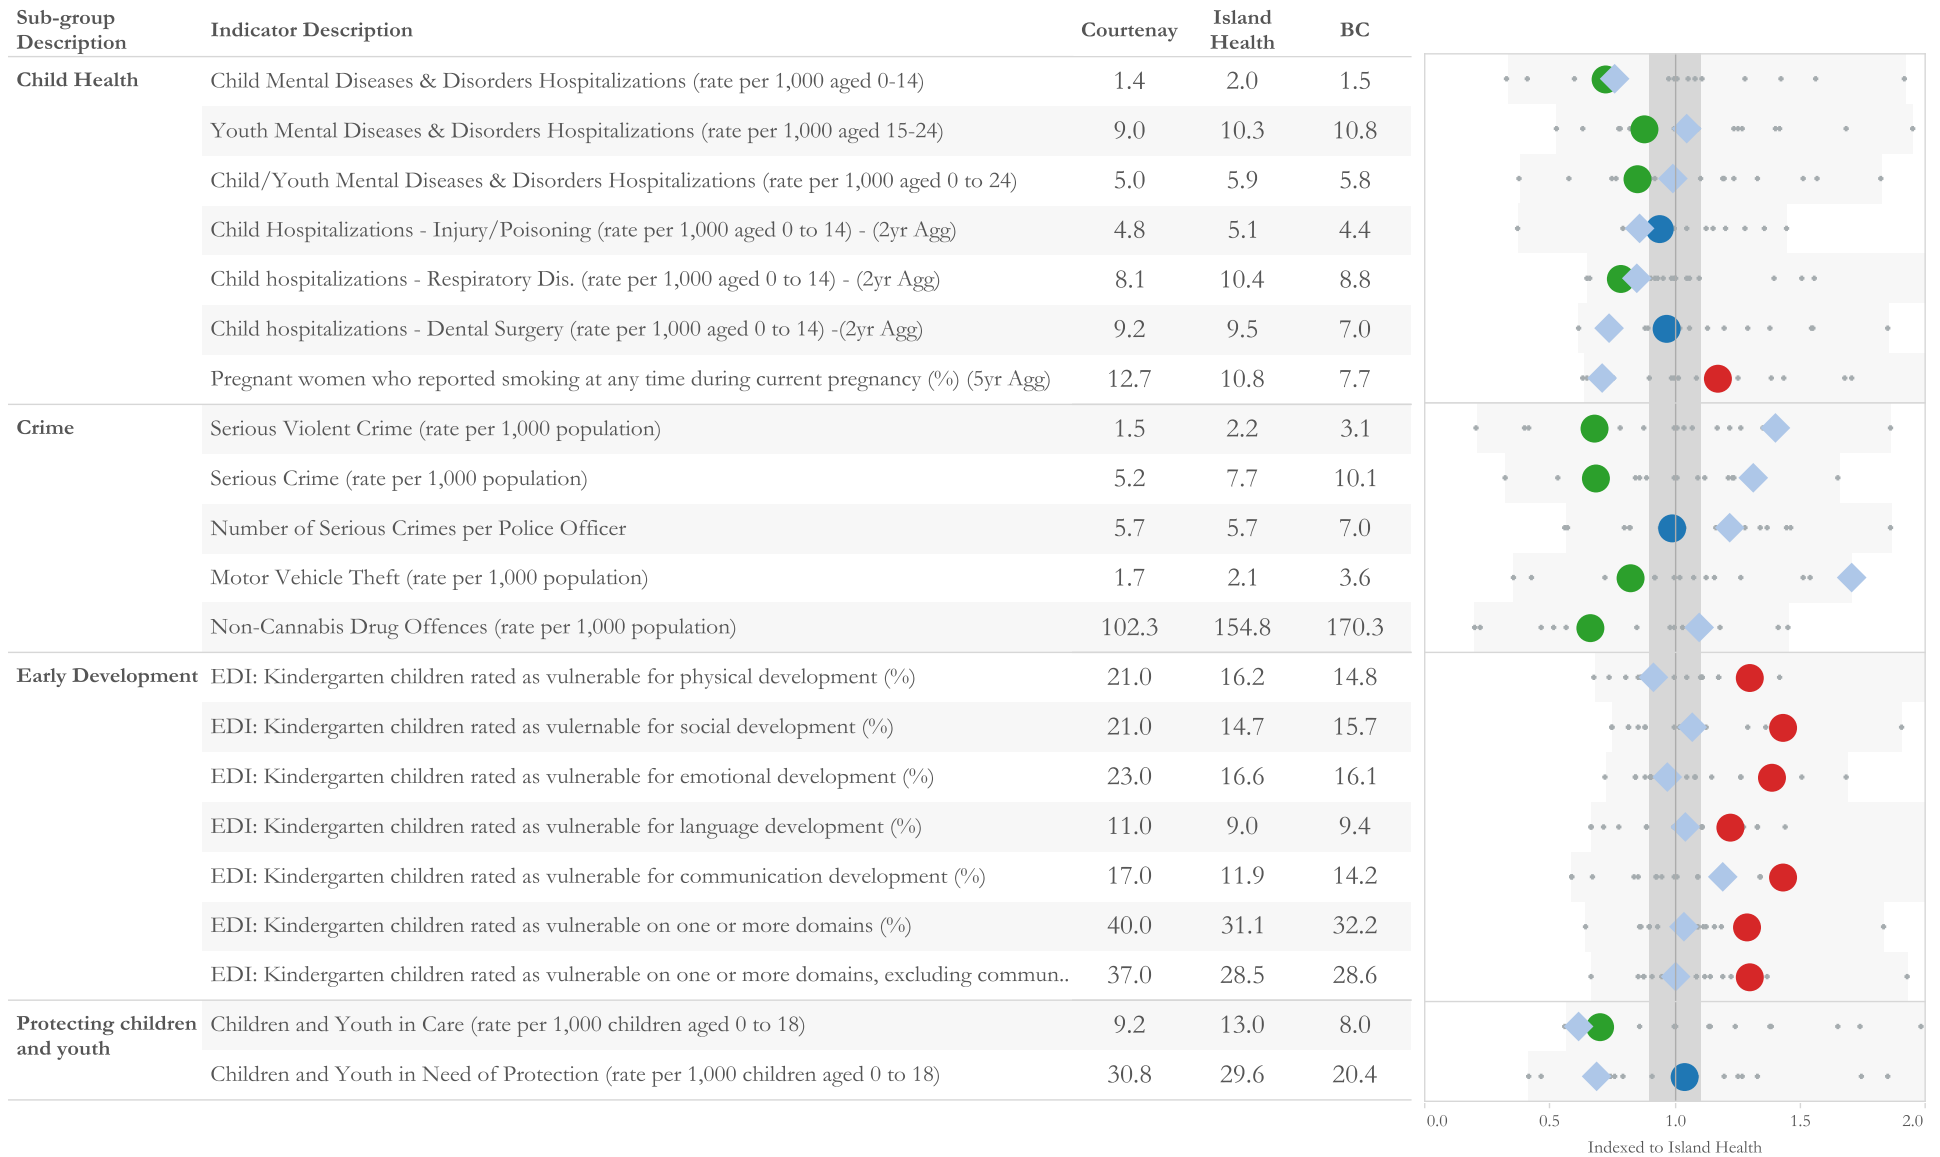 Sub-group Description Indicator Description Courtenay Island Health BC
Child Health Child Mental Diseases & Disorders Hospitalizations (rate per 1,000 aged 0-14) 1.4 2.0 1.5
Youth Mental Diseases & Disorders Hospitalizations (rate per 1,000 aged 15-24) 9.0 10.3 10.8
Child/Youth Mental Diseases & Disorders Hospitalizations (rate per 1,000 aged 0 to 24) 5.0 5.9 5.8
Child Hospitalizations - Injury/Poisoning (rate per 1,000 aged 0 to 14) - (2yr Agg) 4.8 5.1 4.4
Child hospitalizations - Respiratory Dis. (rate per 1,000 aged 0 to 14) - (2yr Agg) 8.1 10.4 8.8
Child hospitalizations - Dental Surgery (rate per 1,000 aged 0 to 14) -(2yr Agg) 9.2 9.5 7.0
Pregnant women who reported smoking at any time during current pregnancy (%) (5yr Agg) 12.7 10.8 7.7
Crime Serious Violent Crime (rate per 1,000 population) 1.5 2.2 3.1
Serious Crime (rate per 1,000 population) 5.2 7.7 10.1
Number of Serious Crimes per Police Officer 5.7 5.7 7.0
Motor Vehicle Theft (rate per 1,000 population) 1.7 2.1 3.6
Non-Cannabis Drug Offences (rate per 1,000 population) 102.3 154.8 170.3
Early Development EDI: Kindergarten children rated as vulnerable for physical development (%) 21.0 16.2 14.8
EDI: Kindergarten children rated as vulernable for social development (%) 21.0 14.7 15.7
EDI: Kindergarten children rated as vulnerable for emotional development (%) 23.0 16.6 16.1
EDI: Kindergarten children rated as vulnerable for language development (%) 11.0 9.0 9.4
EDI: Kindergarten children rated as vulnerable for communication development (%) 17.0 11.9 14.2
EDI: Kindergarten children rated as vulnerable on one or more domains (%) 40.0 31.1 32.2
EDI: Kindergarten children rated as vulnerable on one or more domains, excluding commun.. 37.0 28.5 28.6
Protecting children and youth Children and Youth in Care (rate per 1,000 children aged 0 to 18) 9.2 13.0 8.0
Children and Youth in Need of Protection (rate per 1,000 children aged 0 to 18) 30.8 29.6 20.4
0.0 0.5 1.0 1.5 2.0
Indexed to Island Health